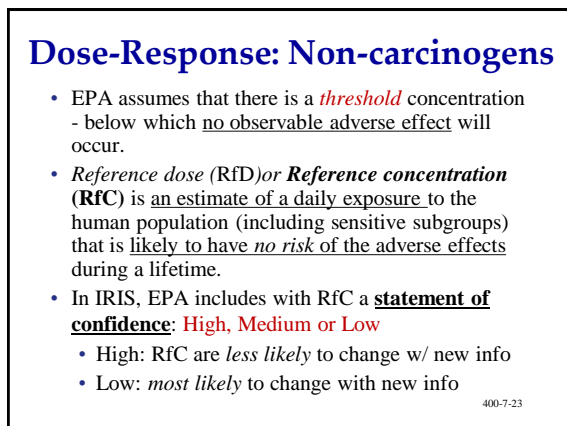 Dose-Response: Non-carcinogens
• EPA assumes that there is a threshold concentration
- below which no observable adverse effect will
occur.
• Reference dose (RfD)or Reference concentration
(RfC) is an estimate of a daily exposure to the
human population (including sensitive subgroups)
that is likely to have no risk of the adverse effects
during a lifetime.
• In IRIS, EPA includes with RfC a statement of
confidence: High, Medium or Low
• High: RfC are less likely to change w/ new info
• Low: most likely to change with new info
400-7-23